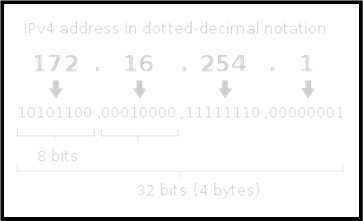 IPv4 address in dotted-decimal notation
172 . 16 . 254 . 1
10101100 .00010000 .11111110 .00000001
8 bits
32 bits (4 bytes)